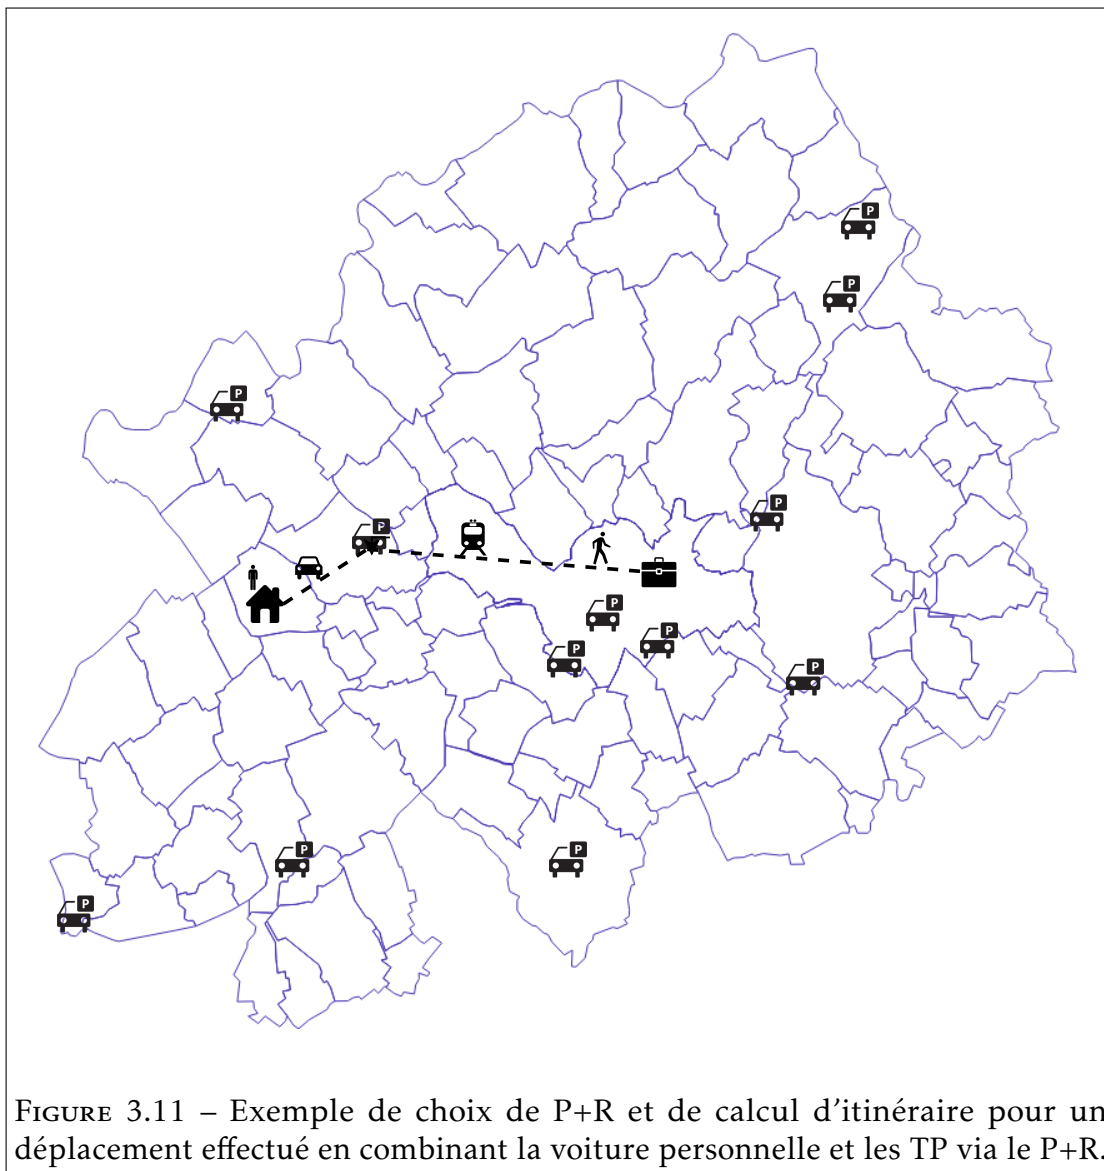 P
P
P
P
P
P
P
P
P
P
P
P
FIGURE 3.11 – Exemple de choix de P+R et de calcul d'itinéraire pour un
déplacement effectué en combinant la voiture personnelle et les TP via le P+R.